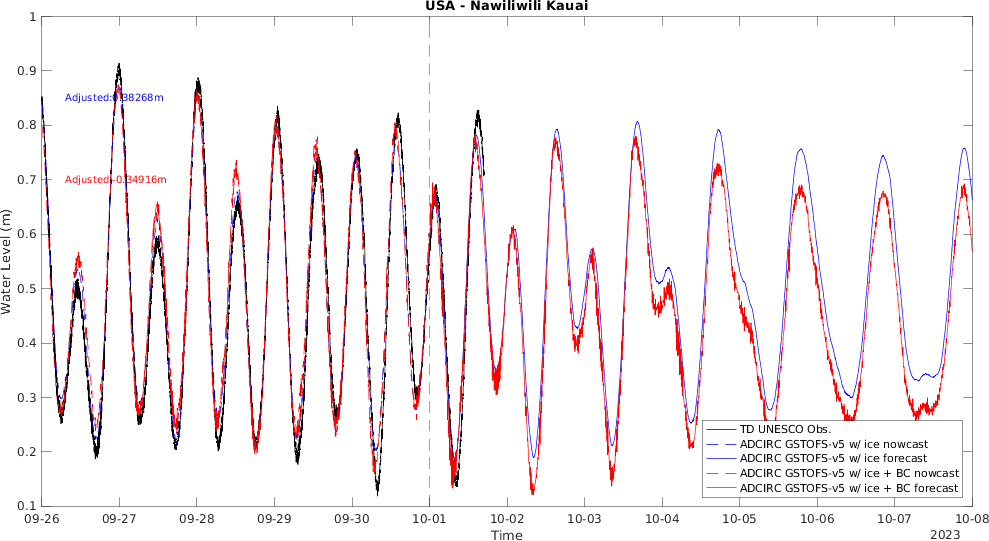 USA - Nawiliwili Kauai
1
0.9
0.8
0.7
0.6
0.5
0.4
0.3
0.2
0.1
Water Level (m)
Adjusted:0.38268m
Adjusted:-0.34916m
TD UNESCO Obs.
ADCIRC GSTOFS-v5 w/ ice nowcast
ADCIRC GSTOFS-v5 w/ ice forecast
ADCIRC GSTOFS-v5 w/ ice + BC nowcast
ADCIRC GSTOFS-v5 w/ ice + BC forecast
09-26 09-27 09-28 09-29 09-30 10-01 10-02 10-03 10-04 10-05 10-06 10-07 10-08
Time
2023